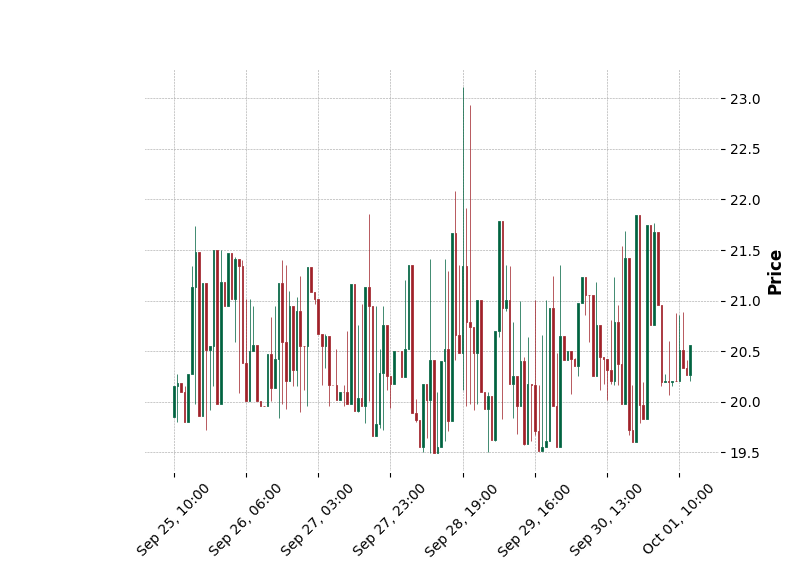 23.0
22.5
22.0
21.5
21.0
20.5
20.0
19.5
Price
Sep 25, 10:00
Sep 26, 06:00
Sep 27, 03:00
Sep 27, 23:00
Sep 28, 19:00
Sep 29, 16:00
Sep 30, 13:00
Oct 01, 10:00